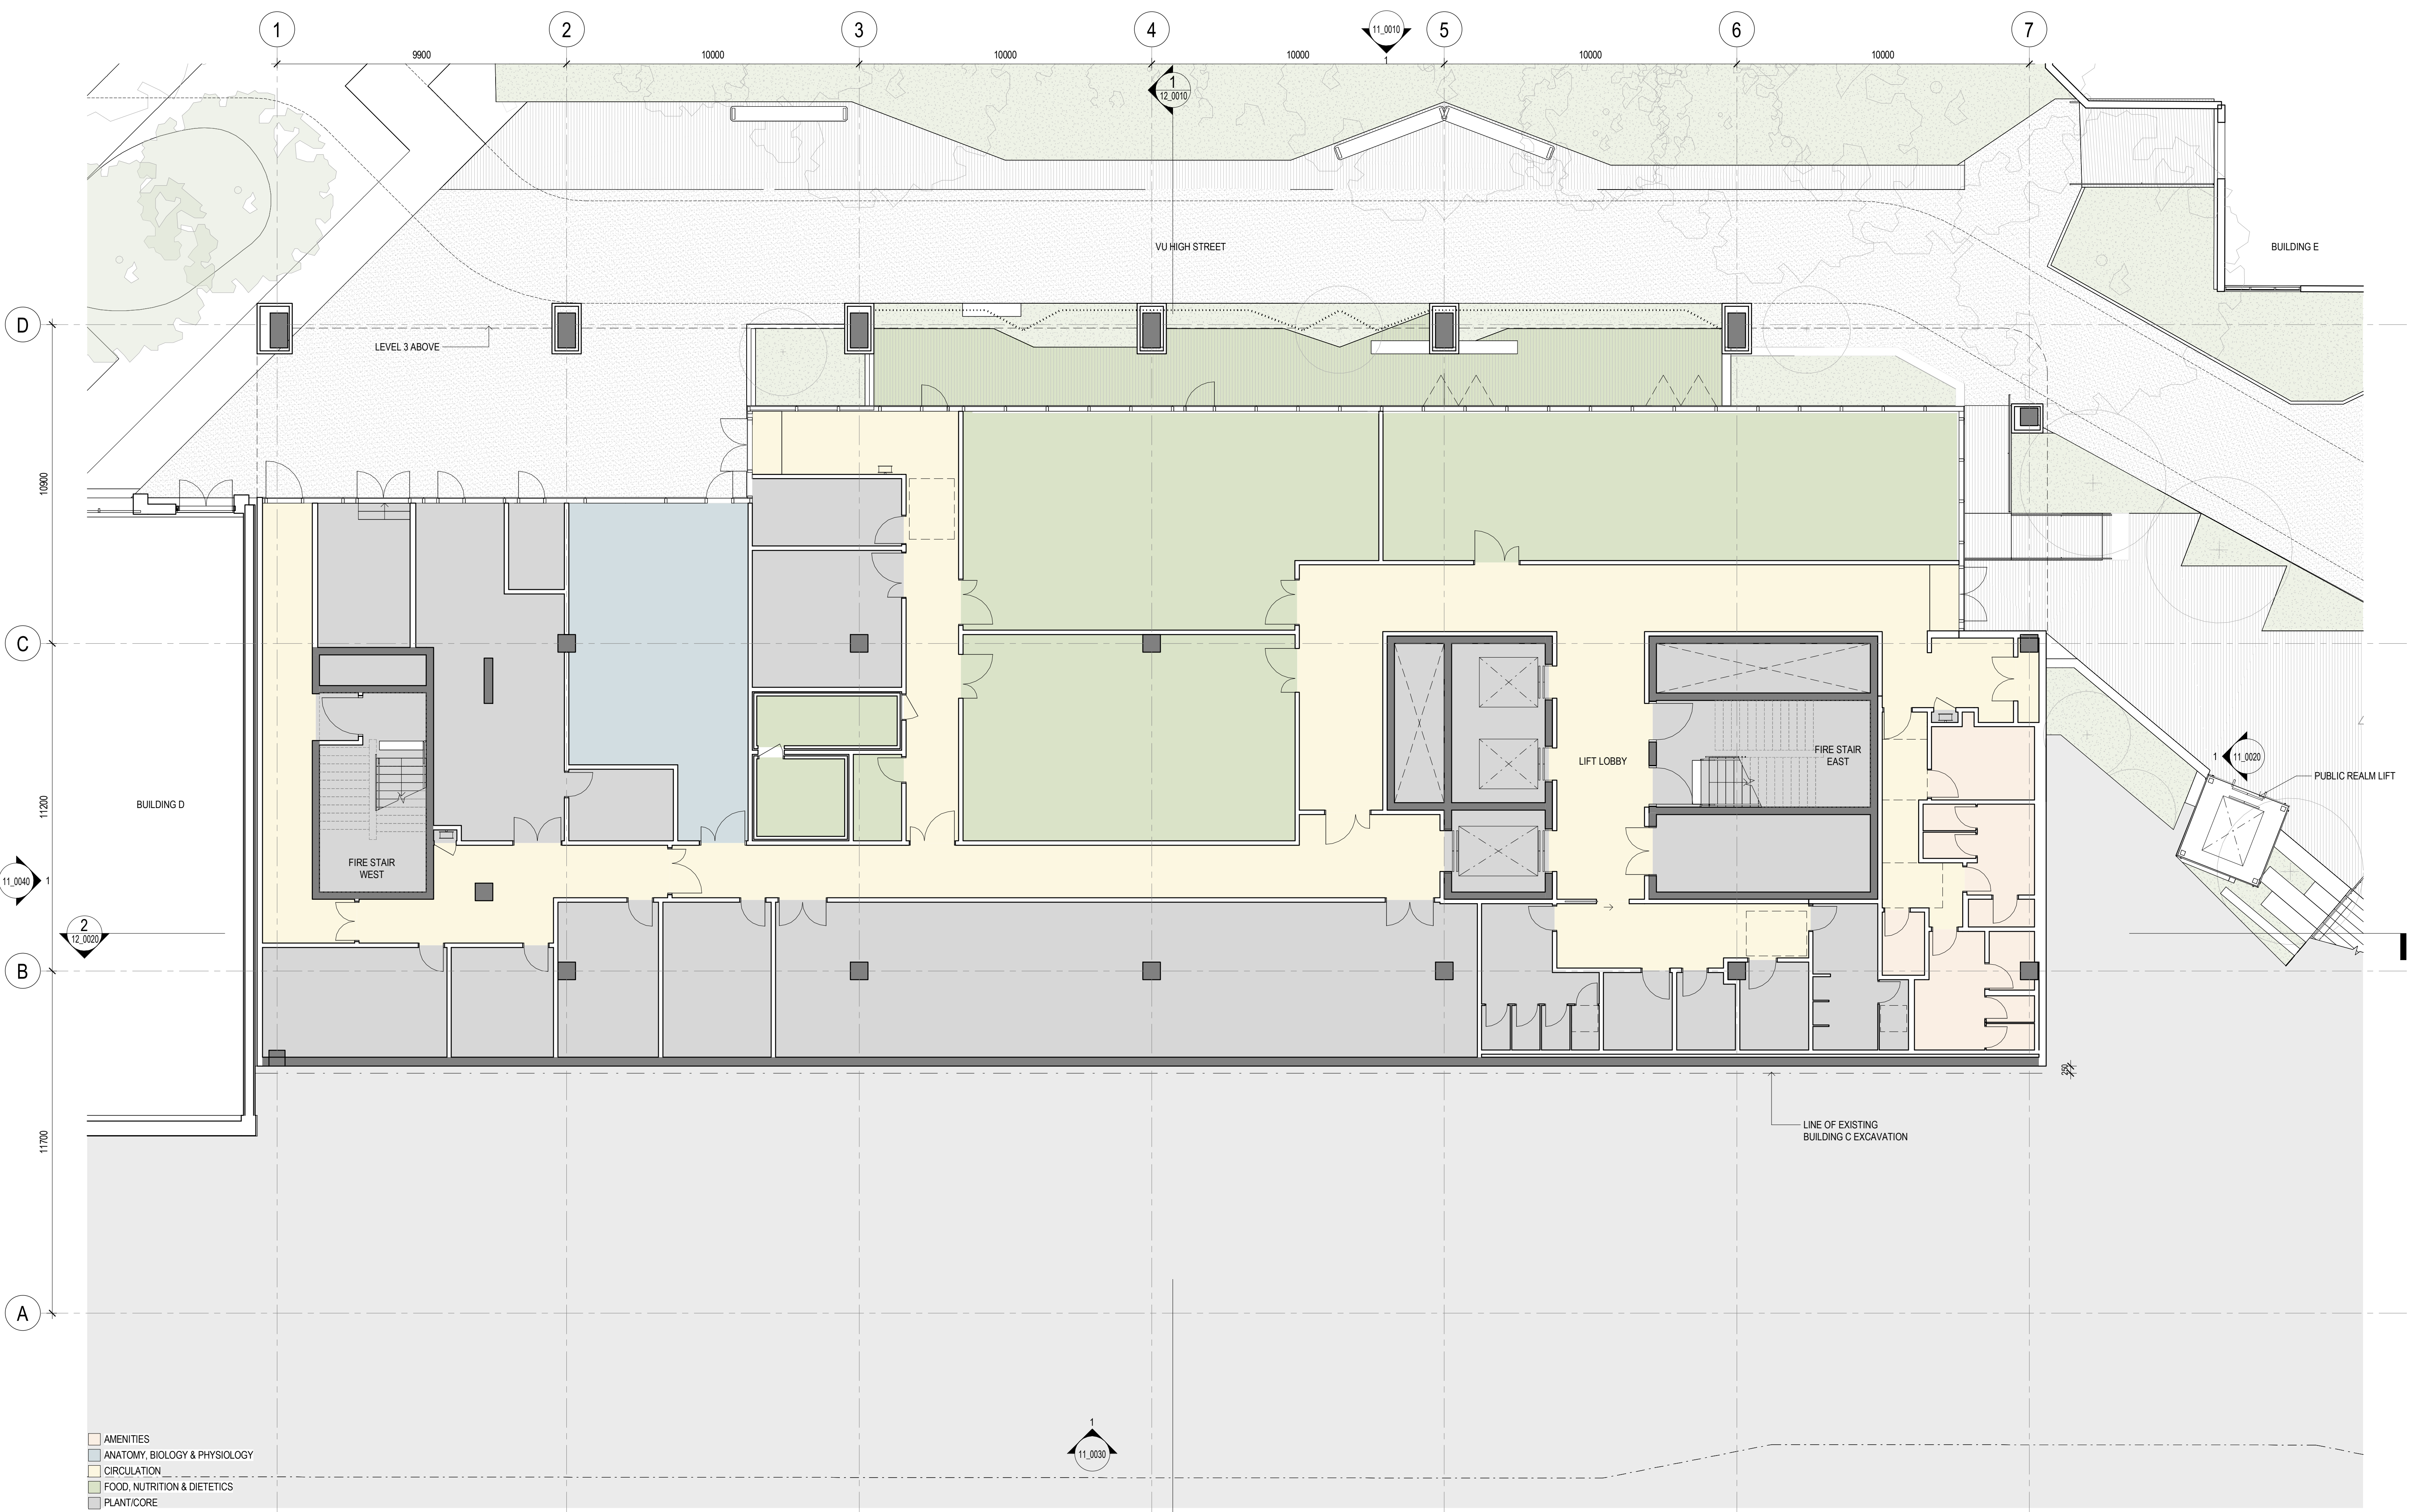 1 2 3 4 5 6 7
11_0010
1
9900 10000 10000 10000 10000 10000
1
12_0010
VU HIGH STREET
BUILDING E
D
LEVEL 3 ABOVE
10900
C
FIRE STAIR
EAST
LIFT LOBBY
1
11_0020
PUBLIC REALM LIFT
BUILDING D
11200
FIRE STAIR
WEST
11_0040
1
2
12_0020
B
250
LINE OF EXISTING
BUILDING C EXCAVATION
11700
A
1
11_0030
AMENITIES
ANATOMY, BIOLOGY & PHYSIOLOGY
CIRCULATION
FOOD, NUTRITION & DIETETICS
PLANT/CORE